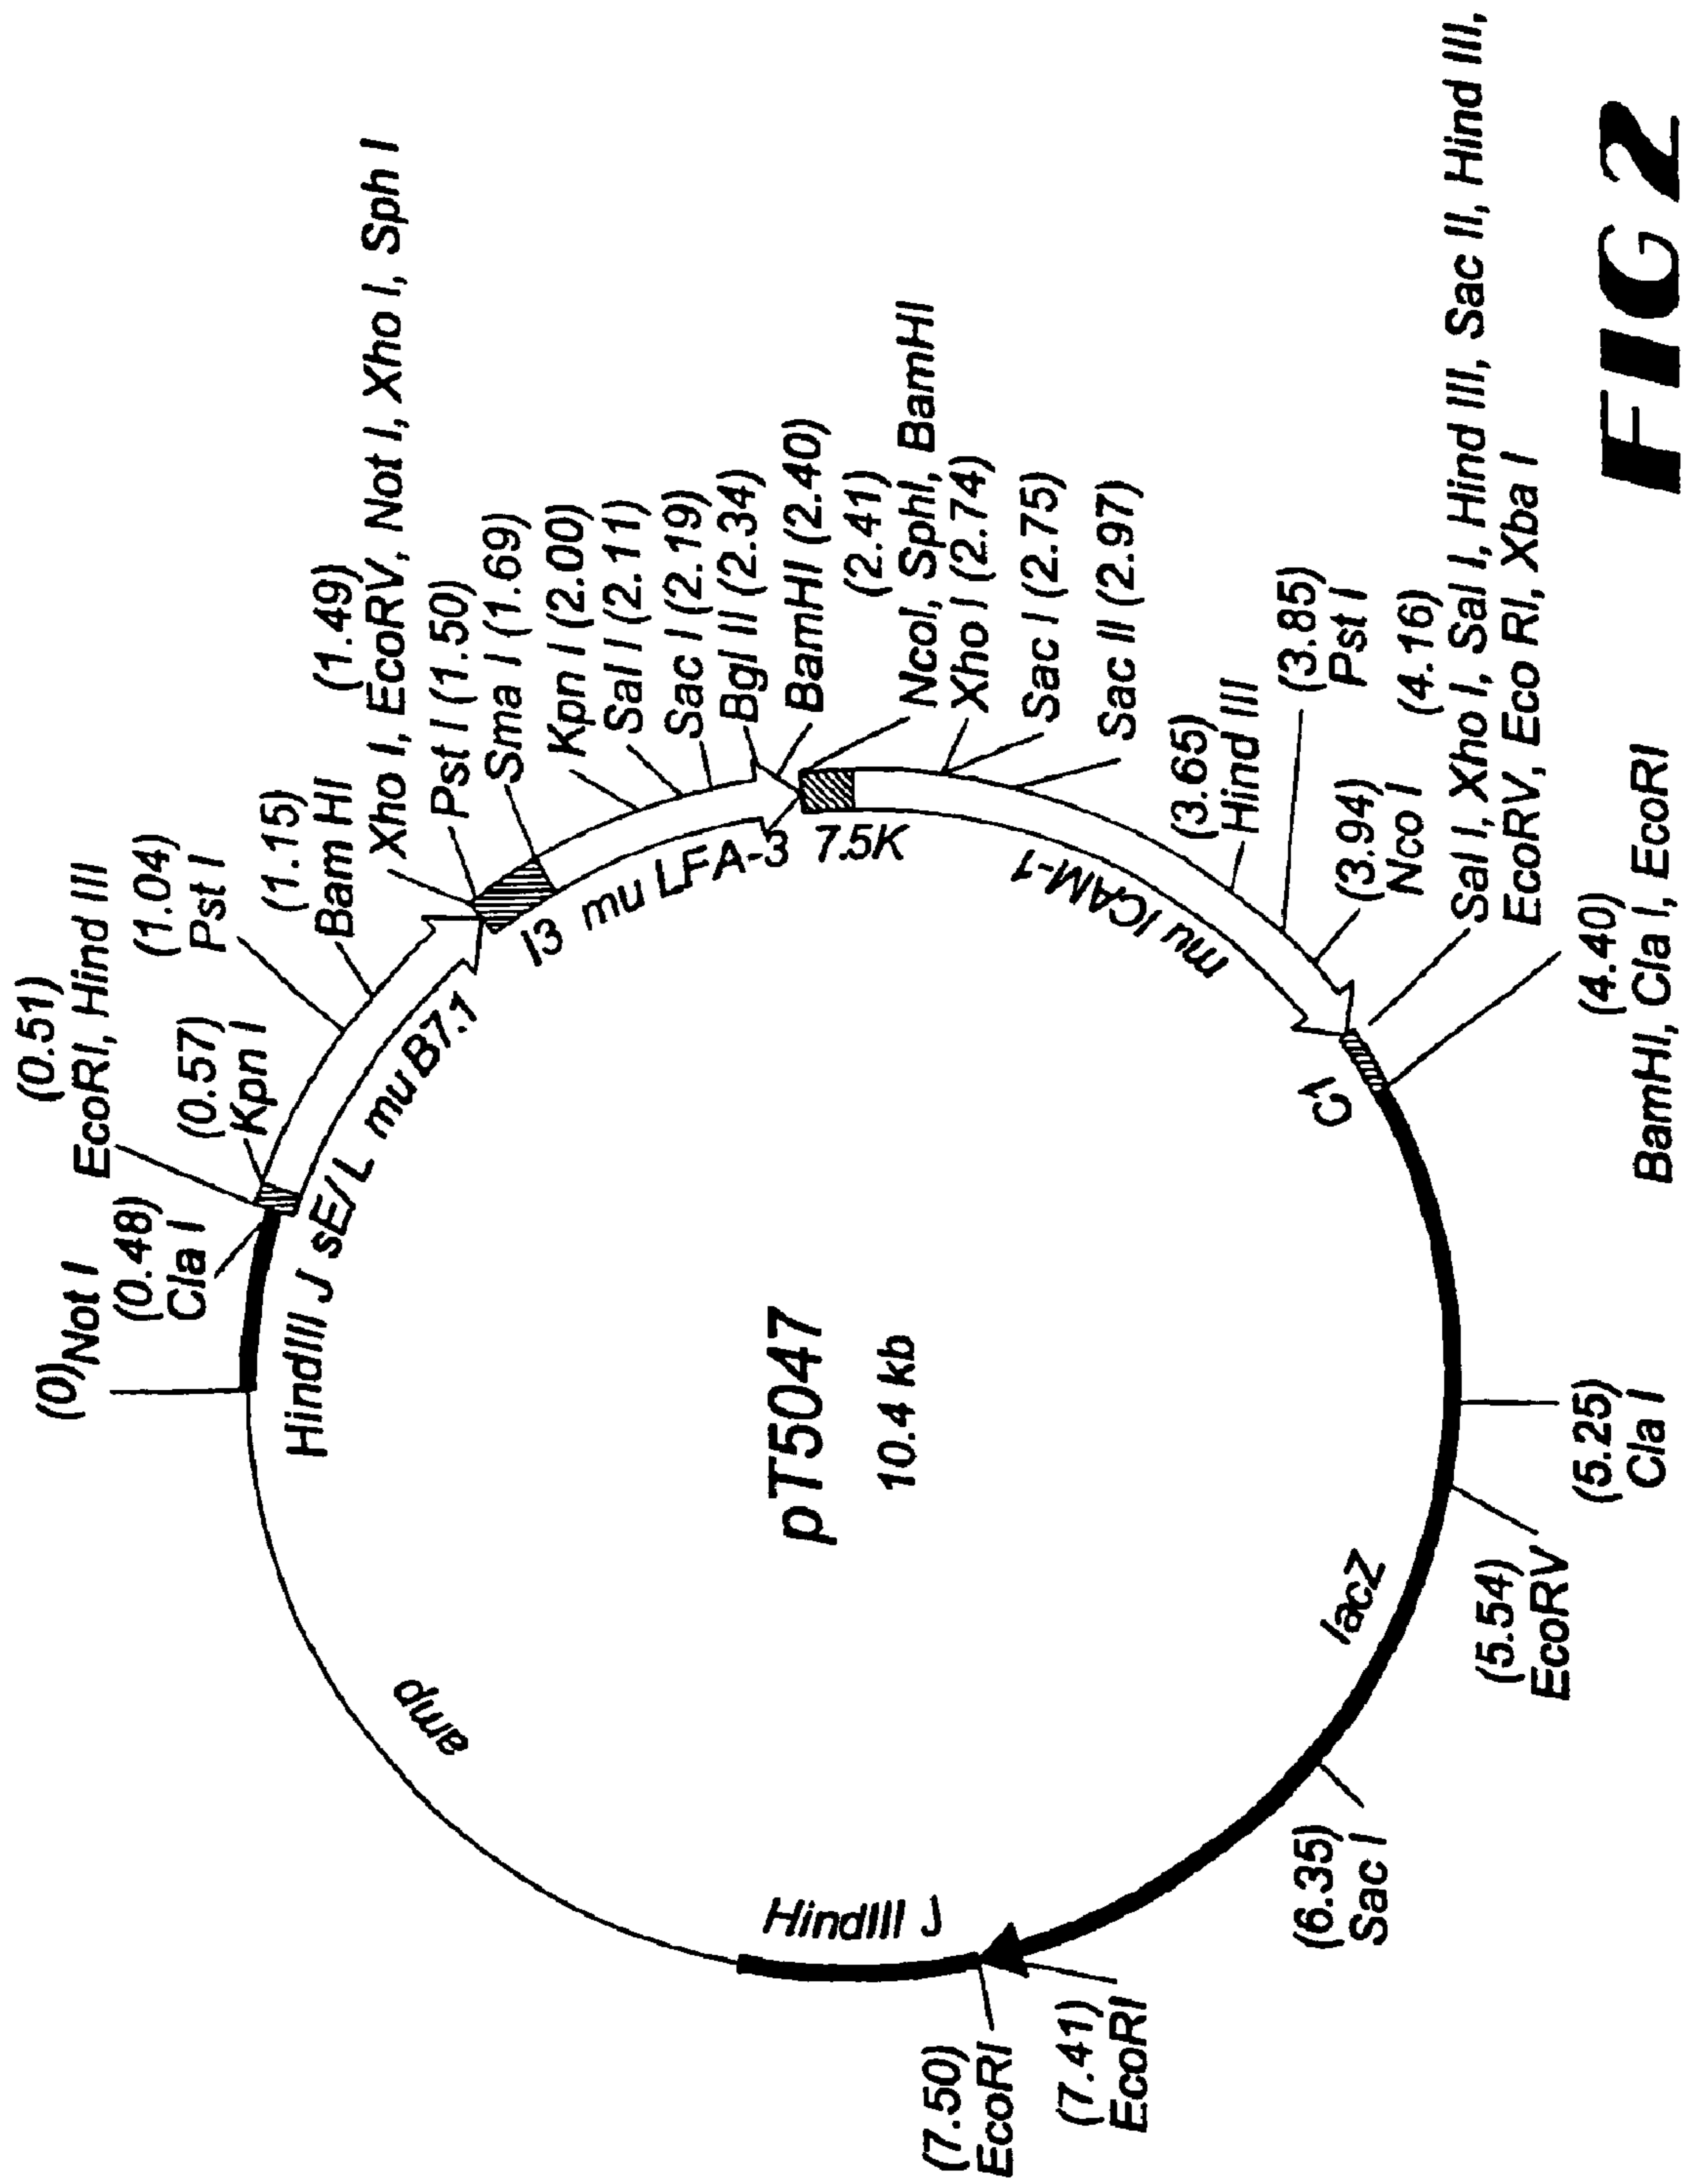 (0)
Not I
(0.48)
Cla I
(0.51)
EcoRI, Hind III
(0.57)
Kpn I
(1.04)
Pst I
(1.15)
Bam HI
(1.49)
Xho I, EcoRV, Not I, Xho I, Sph I
Pst I (1.50)
Sma I (1.69)
Kpn I (2.00)
Sal I (2.11)
Sac I (2.19)
Bgl II (2.34)
BamHI (2.40)
(2.41)
NcoI, SphI, BamHI
Xho I (2.74)
Sac I (2.75)
Sac II (2.97)
(3.65)
Hind III
(3.85)
Pst I
(3.94)
Nco I
(4.16)
Sal I, Xho I, Sal I, Hind III, Sac II, Hind III,
EcoRV, Eco RI, Xba I
(4.40)
BamHI, Cla I, EcoRI
(5.25)
Cla I
(5.54)
EcoRV
(6.35)
Sac I
(7.41)
EcoRI
(7.50)
EcoRI
HindIII J
sE/L
muB7.1
I3
mu LFA-3
7.5K
mu ICAM-1
C1
lacZ
HindIII J
amp
pT5047
10.4 kb
FIG 2